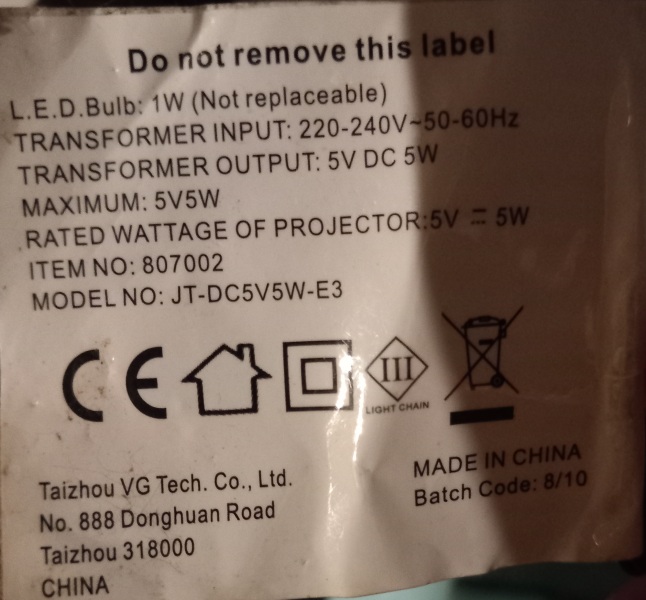 Do not remove this label
L.E.D.Bulb: 1W (Not replaceable)
TRANSFORMER INPUT: 220-240V~50-60Hz
TRANSFORMER OUTPUT: 5V DC 5W
MAXIMUM: 5V5W
RATED WATTAGE OF PROJECTOR:5V ⎓ 5W
ITEM NO: 807002
MODEL NO: JT-DC5V5W-E3
CE
III
LIGHT CHAIN
Taizhou VG Tech. Co., Ltd.
No. 888 Donghuan Road
Taizhou 318000
CHINA
MADE IN CHINA
Batch Code: 8/10